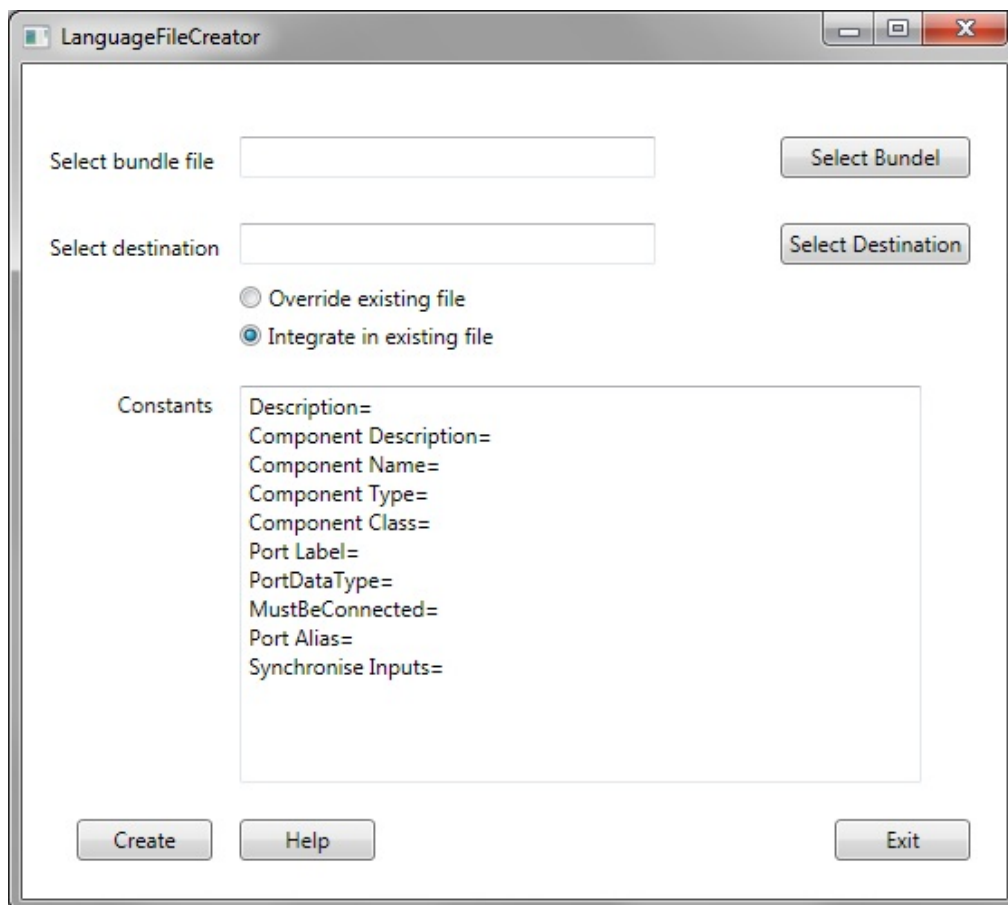 LanguageFileCreator
Select bundle file
Select Bundel
Select destination
Select Destination
Override existing file
Integrate in existing file
Constants
Description=
Component Description=
Component Name=
Component Type=
Component Class=
Port Label=
PortDataType=
MustBeConnected=
Port Alias=
Synchronise Inputs=
Create
Help
Exit